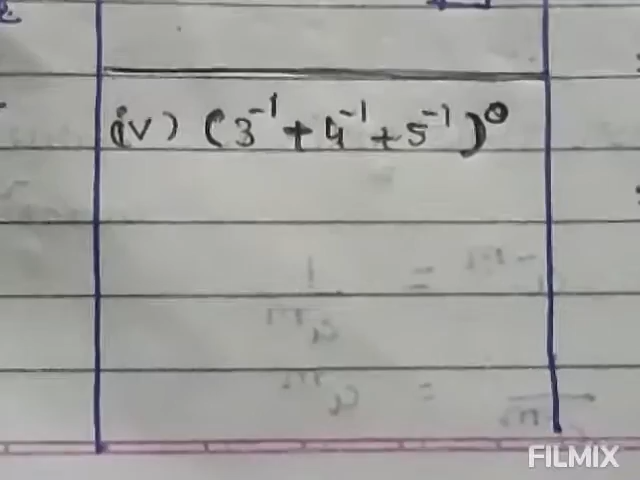 (iv) (3⁻¹ + 4⁻¹ + 5⁻¹)⁰
FILMIX